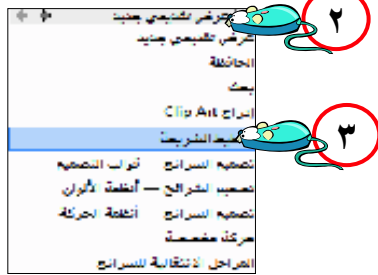 عرض تقديمي جديد
٢
عرض تقديمي جديد
الحافظة
بحث
إدراج Clip Art
تخطيط الشريحة
٣
تصميم الشرائح — قوالب التصميم
تصميم الشرائح — أنظمة الألوان
تصميم الشرائح — أنظمة الحركة
حركة مخصصة
المراحل الانتقالية للشرائح